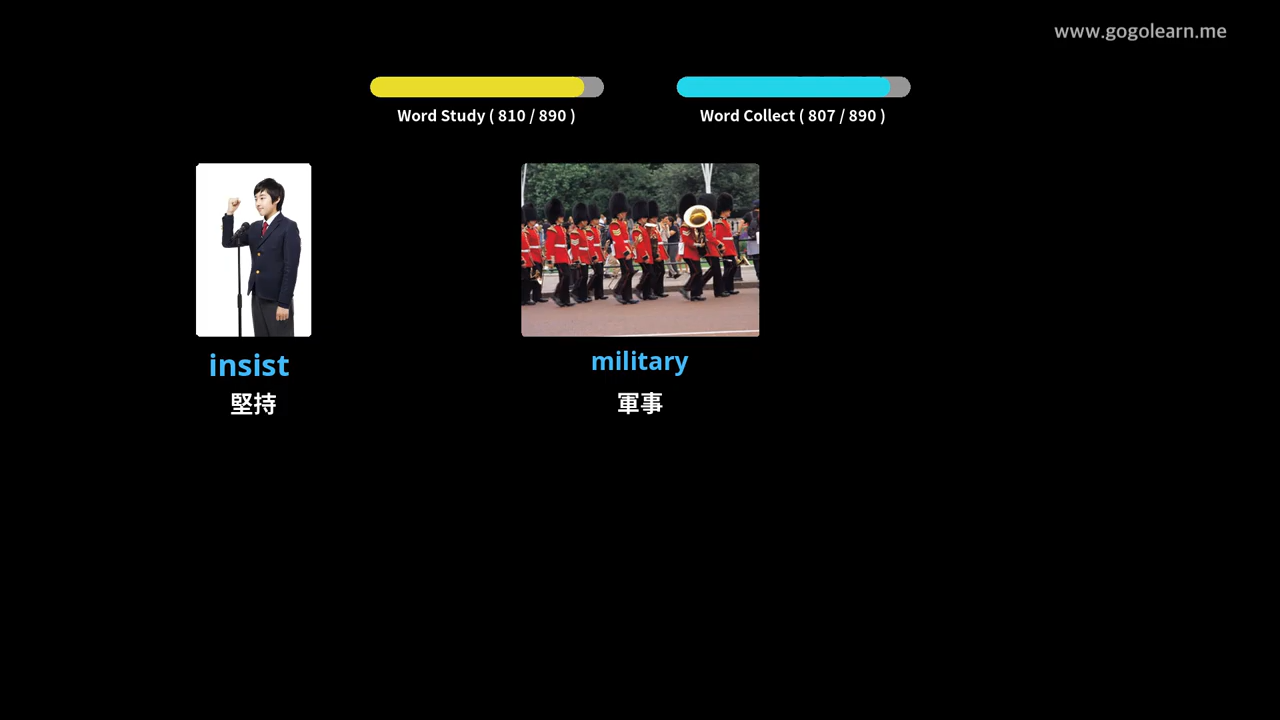 www.gogolearn.me
Word Study ( 810 / 890 )
Word Collect ( 807 / 890 )
insist
堅持
military
軍事